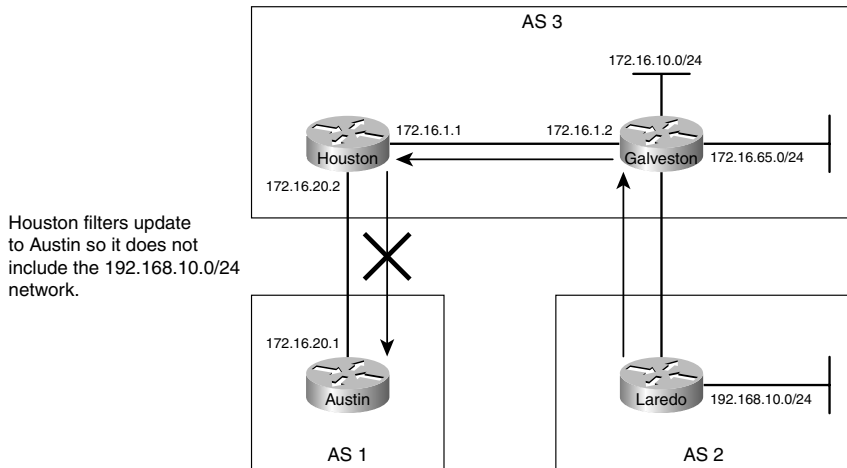 AS 3
172.16.10.0/24
172.16.1.1
172.16.1.2
Houston
Galveston
172.16.65.0/24
172.16.20.2
Houston filters update
to Austin so it does not
include the 192.168.10.0/24
network.
172.16.20.1
Austin
Laredo
192.168.10.0/24
AS 1
AS 2